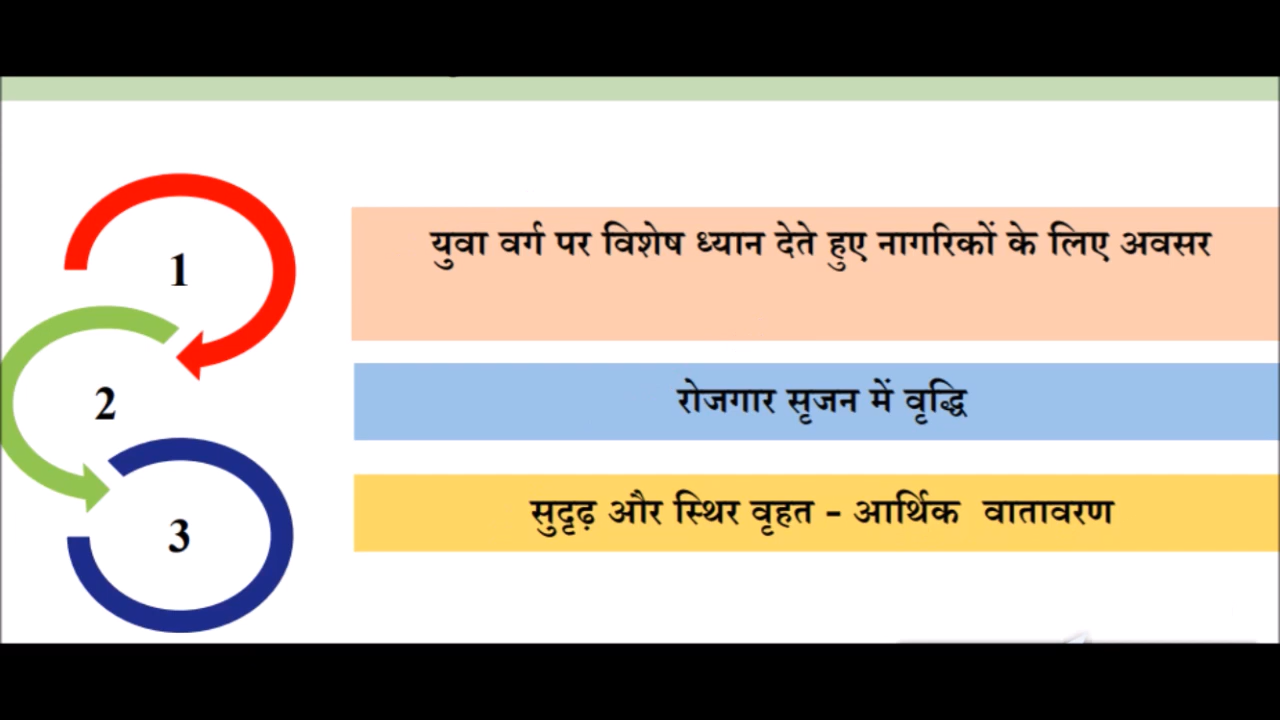 1
युवा वर्ग पर विशेष ध्यान देते हुए नागरिकों के लिए अवसर
2
रोजगार सृजन में वृद्धि
3
सुदृढ़ और स्थिर वृहत - आर्थिक वातावरण